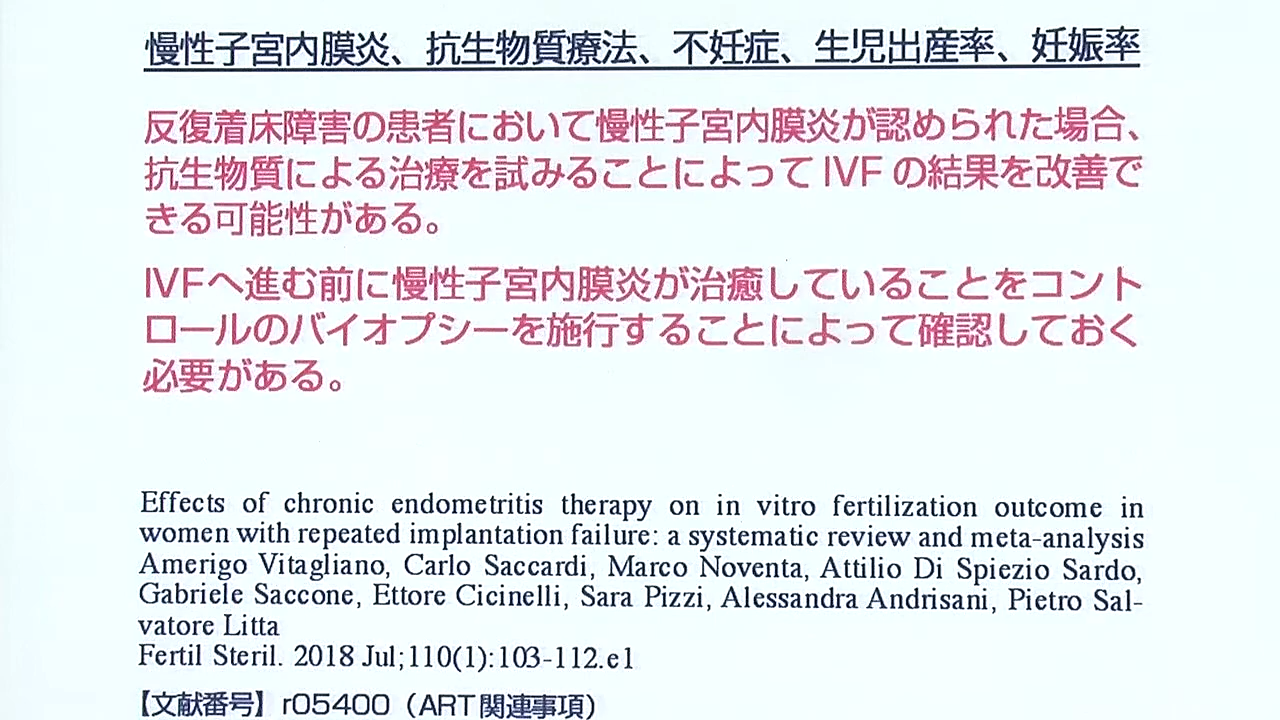 慢性子宮内膜炎、抗生物質療法、不妊症、生児出産率、妊娠率
反復着床障害の患者において慢性子宮内膜炎が認められた場合、
抗生物質による治療を試みることによって IVF の結果を改善で
きる可能性がある。
IVFへ進む前に慢性子宮内膜炎が治癒していることをコント
ロールのバイオプシーを施行することによって確認しておく
必要がある。
Effects of chronic endometritis therapy on in vitro fertilization outcome in
women with repeated implantation failure: a systematic review and meta-analysis
Amerigo Vitagliano, Carlo Saccardi, Marco Noventa, Attilio Di Spiezio Sardo,
Gabriele Saccone, Ettore Cicinelli, Sara Pizzi, Alessandra Andrisani, Pietro Sal-
vatore Litta
Fertil Steril. 2018 Jul;110(1):103-112.e1
【文献番号】r05400（ART関連事項）